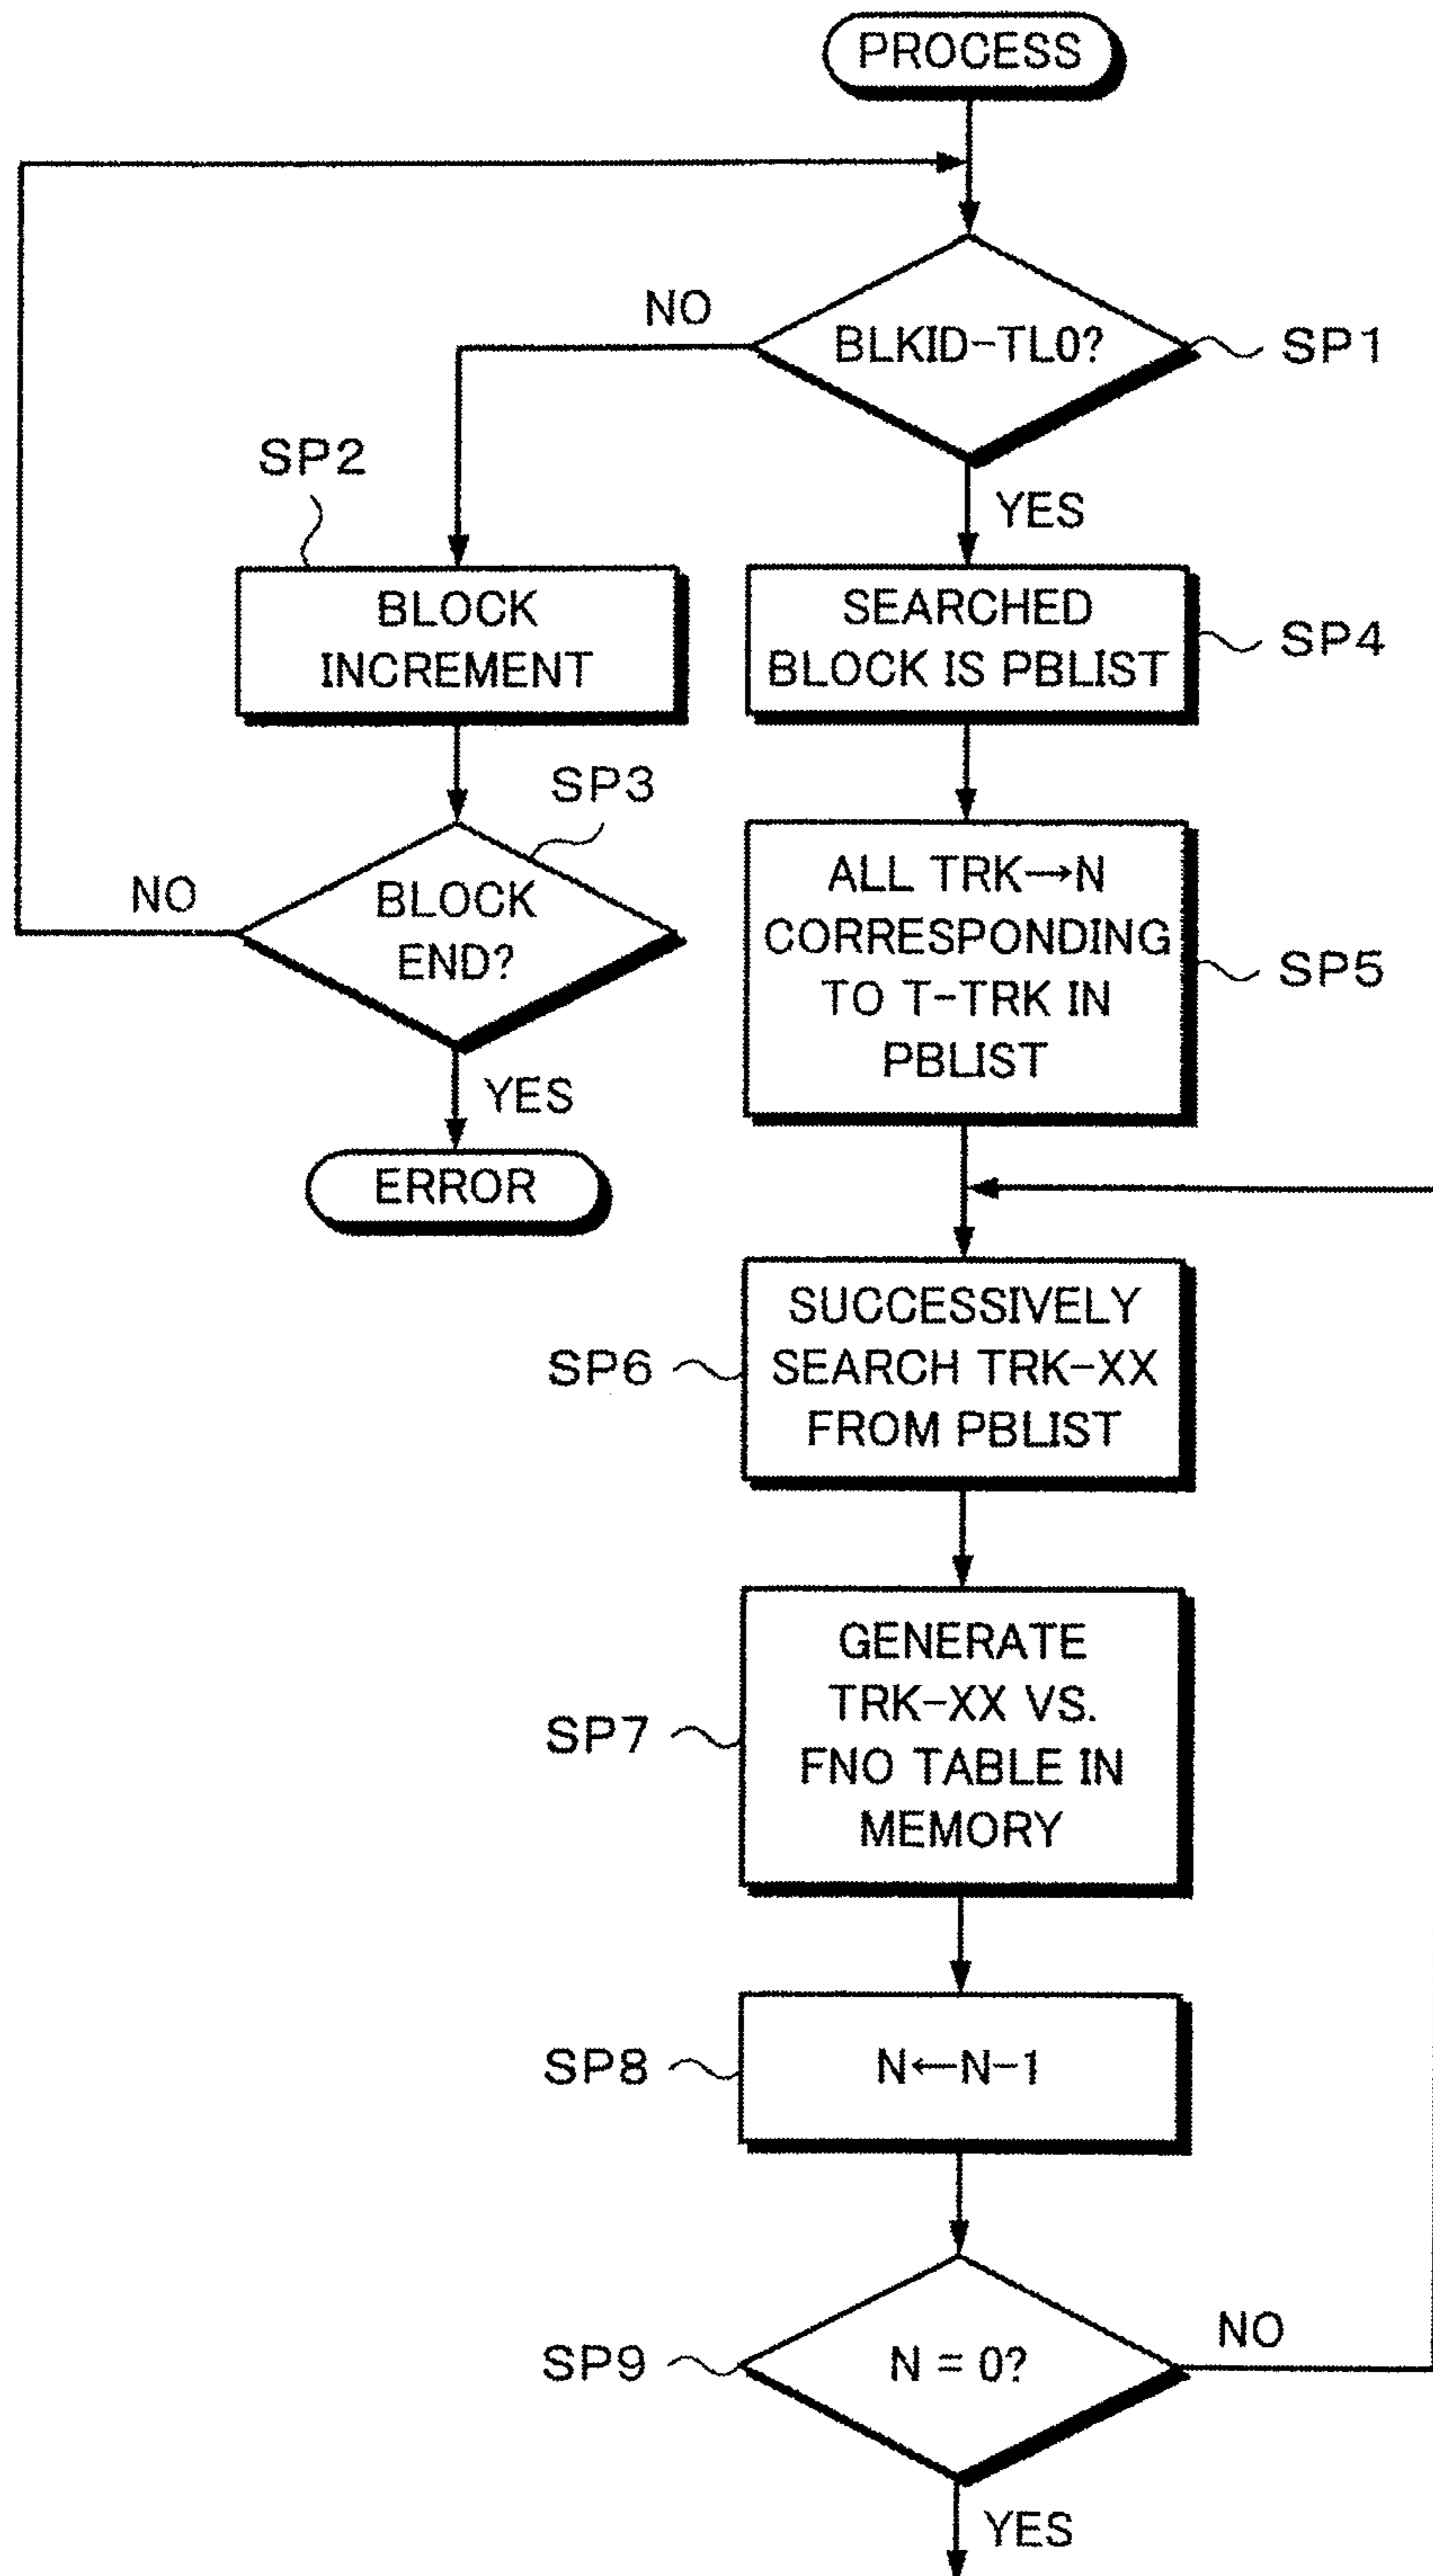 PROCESS
NO
BLKID-TL0?
SP1
YES
SP2
BLOCK
INCREMENT
SEARCHED
BLOCK IS PBLIST
SP4
SP3
NO
BLOCK
END?
YES
ERROR
ALL TRK→N
CORRESPONDING
TO T-TRK IN
PBLIST
SP5
SP6
SUCCESSIVELY
SEARCH TRK-XX
FROM PBLIST
SP7
GENERATE
TRK-XX VS.
FNO TABLE IN
MEMORY
SP8
N←N-1
SP9
N = 0?
NO
YES